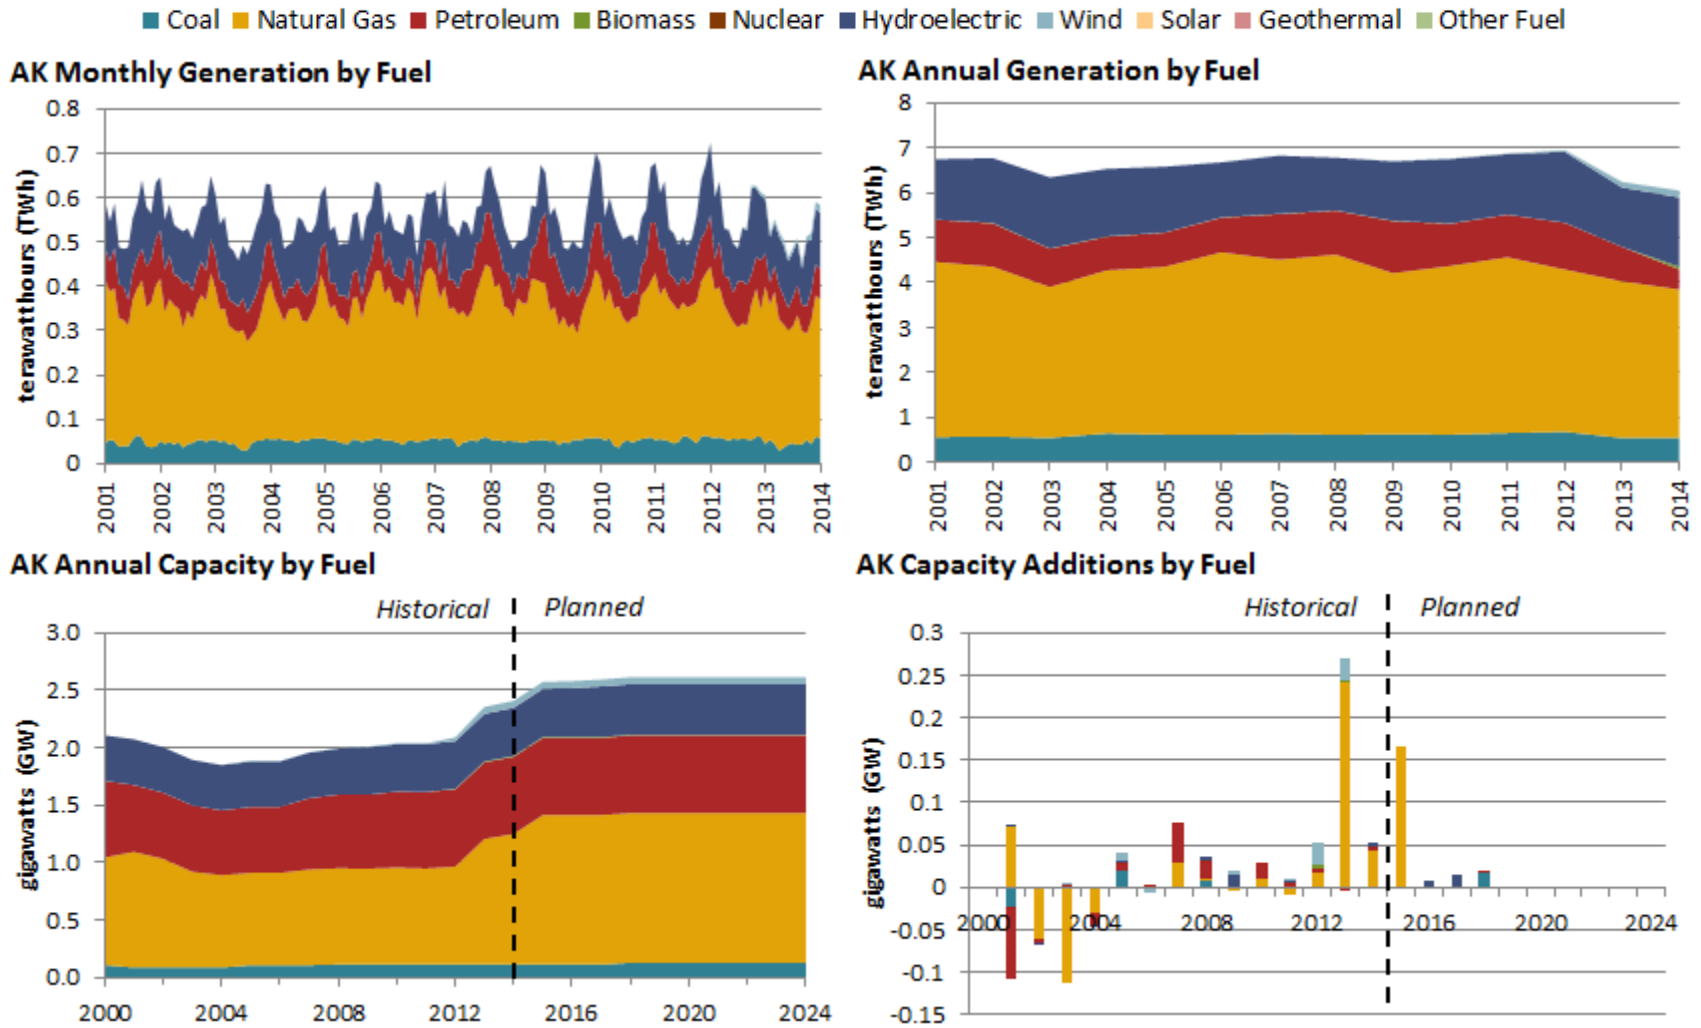 Coal Natural Gas Petroleum Biomass Nuclear Hydroelectric Wind Solar Geothermal Other Fuel
AK Monthly Generation by Fuel
terawatthours (TWh)
0.8
0.7
0.6
0.5
0.4
0.3
0.2
0.1
0
2001 2002 2003 2004 2005 2006 2007 2008 2009 2010 2011 2012 2013 2014
AK Annual Generation by Fuel
terawatthours (TWh)
8
7
6
5
4
3
2
1
0
2001 2002 2003 2004 2005 2006 2007 2008 2009 2010 2011 2012 2013 2014
AK Annual Capacity by Fuel
Historical Planned
gigawatts (GW)
3.0
2.5
2.0
1.5
1.0
0.5
0.0
2000 2004 2008 2012 2016 2020 2024
AK Capacity Additions by Fuel
Historical Planned
gigawatts (GW)
0.3
0.25
0.2
0.15
0.1
0.05
0
2000 2004 2008 2012 2016 2020 2024
-0.05
-0.1
-0.15